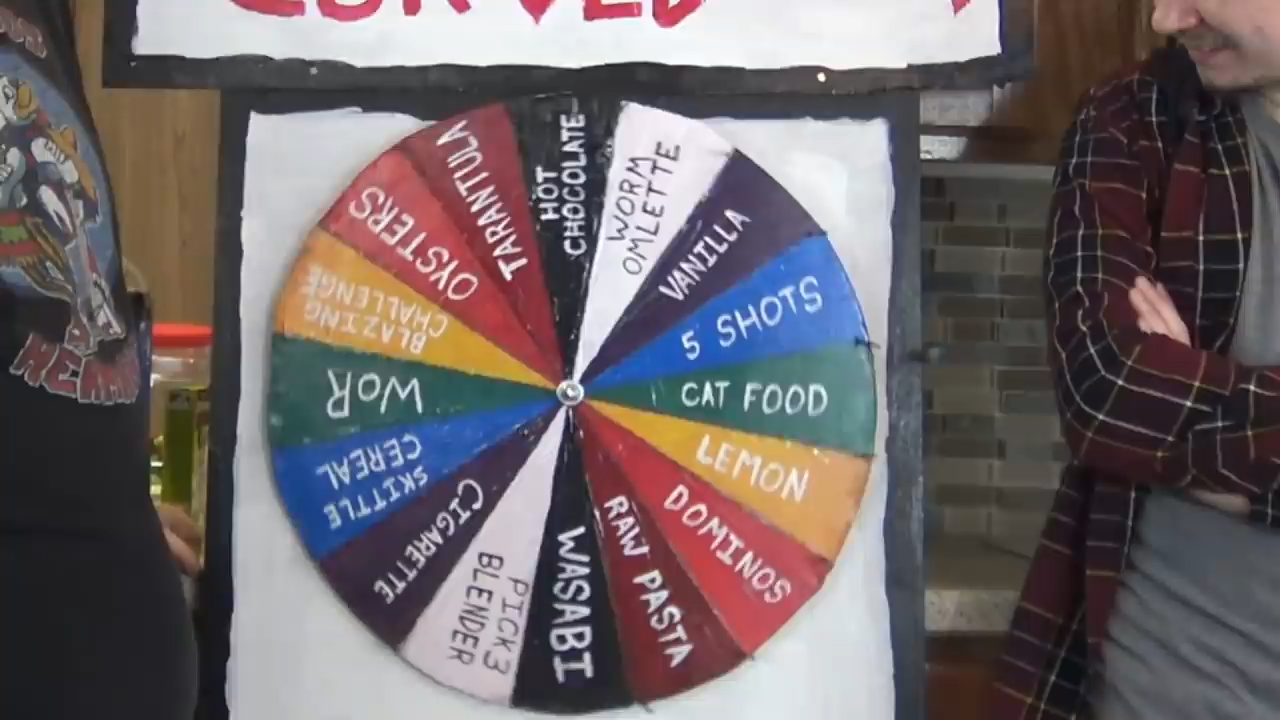 CURVED
HOT
CHOCOLATE
WORM
OMLETTE
VANILLA
5 SHOTS
CAT FOOD
LEMON
DOMINOS
RAW PASTA
WASABI
PICK 3
BLENDER
CIGARETTE
SKITTLE
CEREAL
WoR
BLAZING
CHALLENGE
OYSTERS
TARANTULA